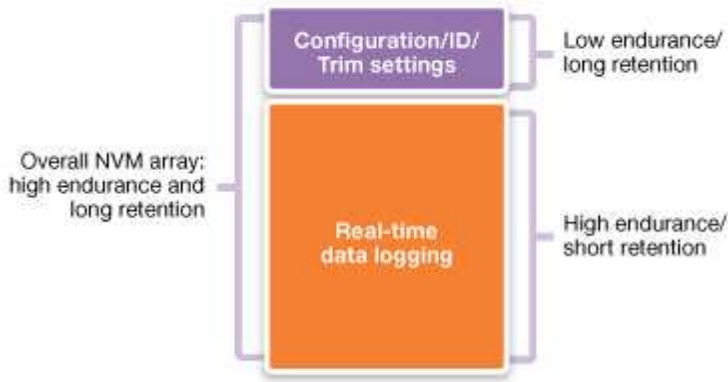 Configuration/ID/
Trim settings
Low endurance/
long retention
Overall NVM array:
high endurance and
long retention
Real-time
data logging
High endurance/
short retention